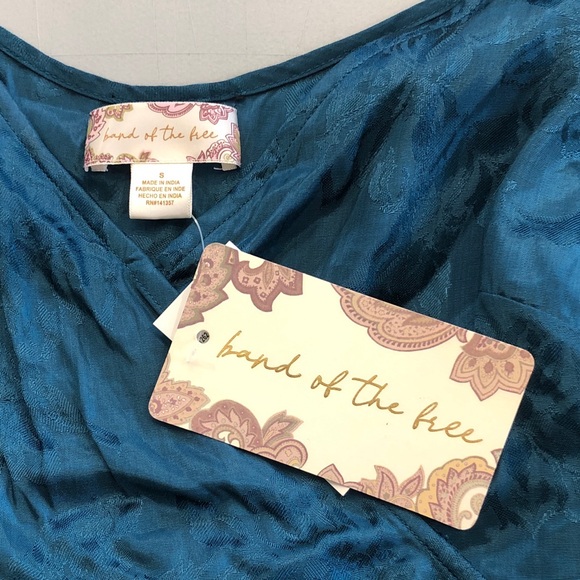 band of the free
S
MADE IN INDIA
FABRIQUE EN INDE
HECHO EN INDIA
RN#141357
band of the free